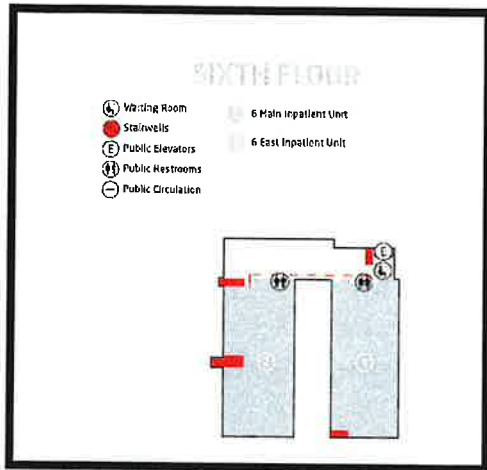 SIXTH FLOOR
Waiting Room
Stairwells
E Public Elevators
Public Restrooms
Public Circulation
6 Main Inpatient Unit
6 East Inpatient Unit
E